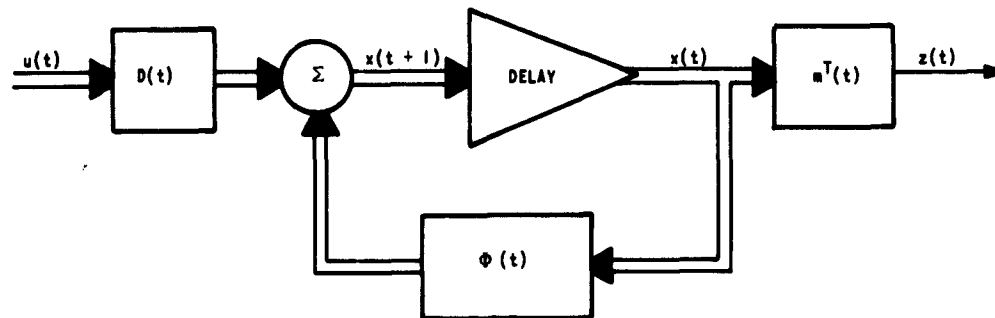 u(t)
D(t)
Σ
x(t + 1)
DELAY
x(t)
m^T(t)
z(t)
Φ(t)